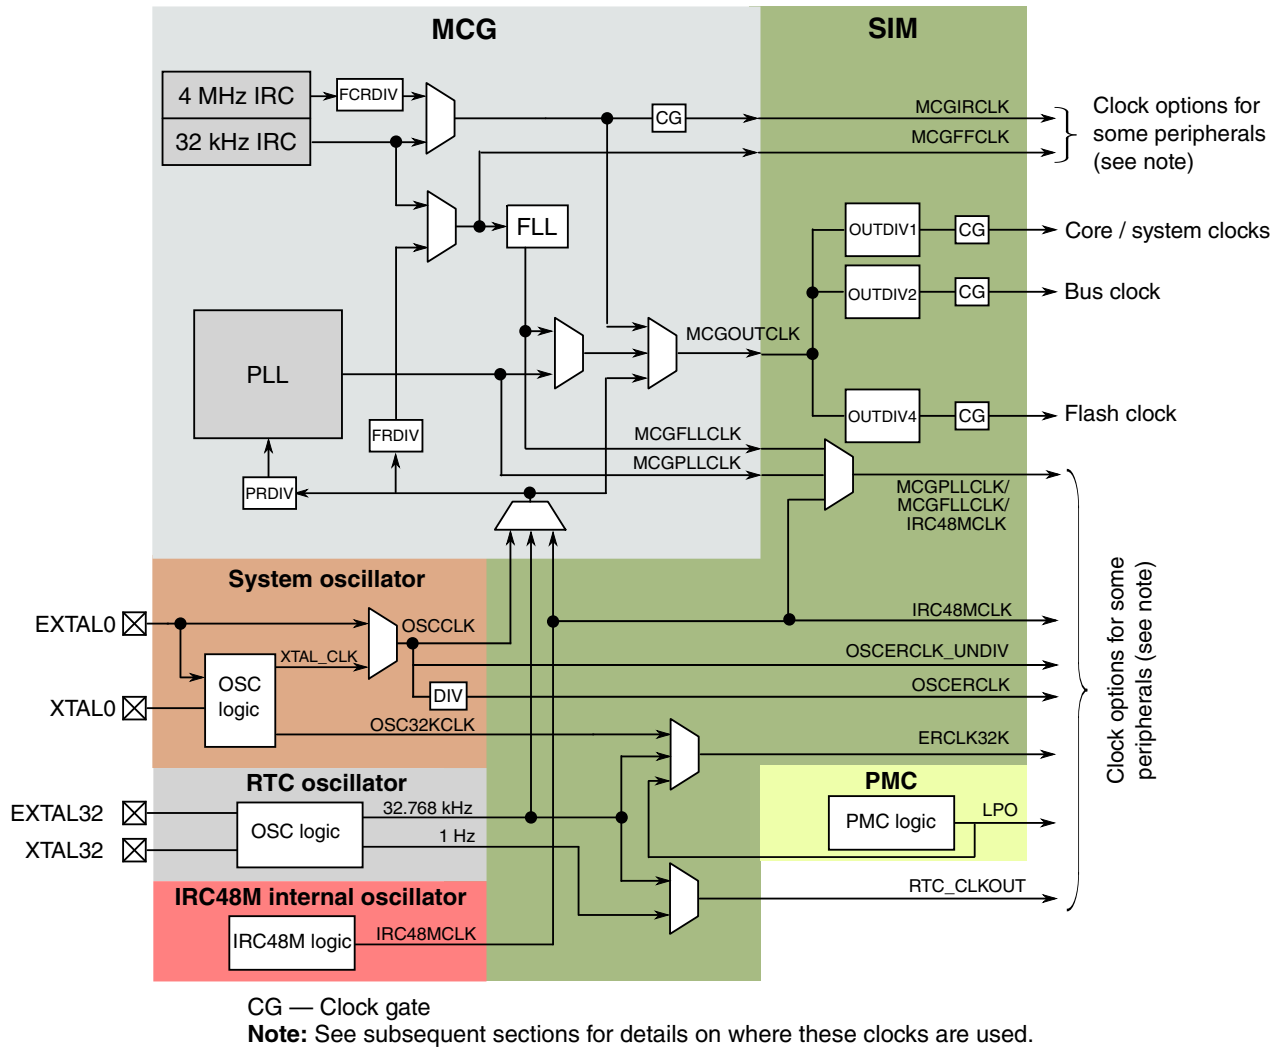 MCG
SIM
4 MHz IRC
FCRDIV
32 kHz IRC
CG
MCGIRCLK
MCGFFCLK
Clock options for
some peripherals
(see note)
FLL
OUTDIV1
CG
Core / system clocks
OUTDIV2
CG
Bus clock
MCGOUTCLK
PLL
OUTDIV4
CG
Flash clock
FRDIV
MCGFLLCLK
MCGPLLCLK
PRDIV
MCGPLLCLK/
MCGFLLCLK/
IRC48MCLK
System oscillator
EXTAL0
OSCCLK
IRC48MCLK
XTAL_CLK
OSCERCLK_UNDIV
OSC
logic
DIV
OSCERCLK
XTAL0
OSC32KCLK
ERCLK32K
Clock options for some
peripherals (see note)
RTC oscillator
PMC
EXTAL32
32.768 kHz
OSC logic
PMC logic
LPO
XTAL32
1 Hz
RTC_CLKOUT
IRC48M internal oscillator
IRC48M logic
IRC48MCLK
CG — Clock gate
Note: See subsequent sections for details on where these clocks are used.